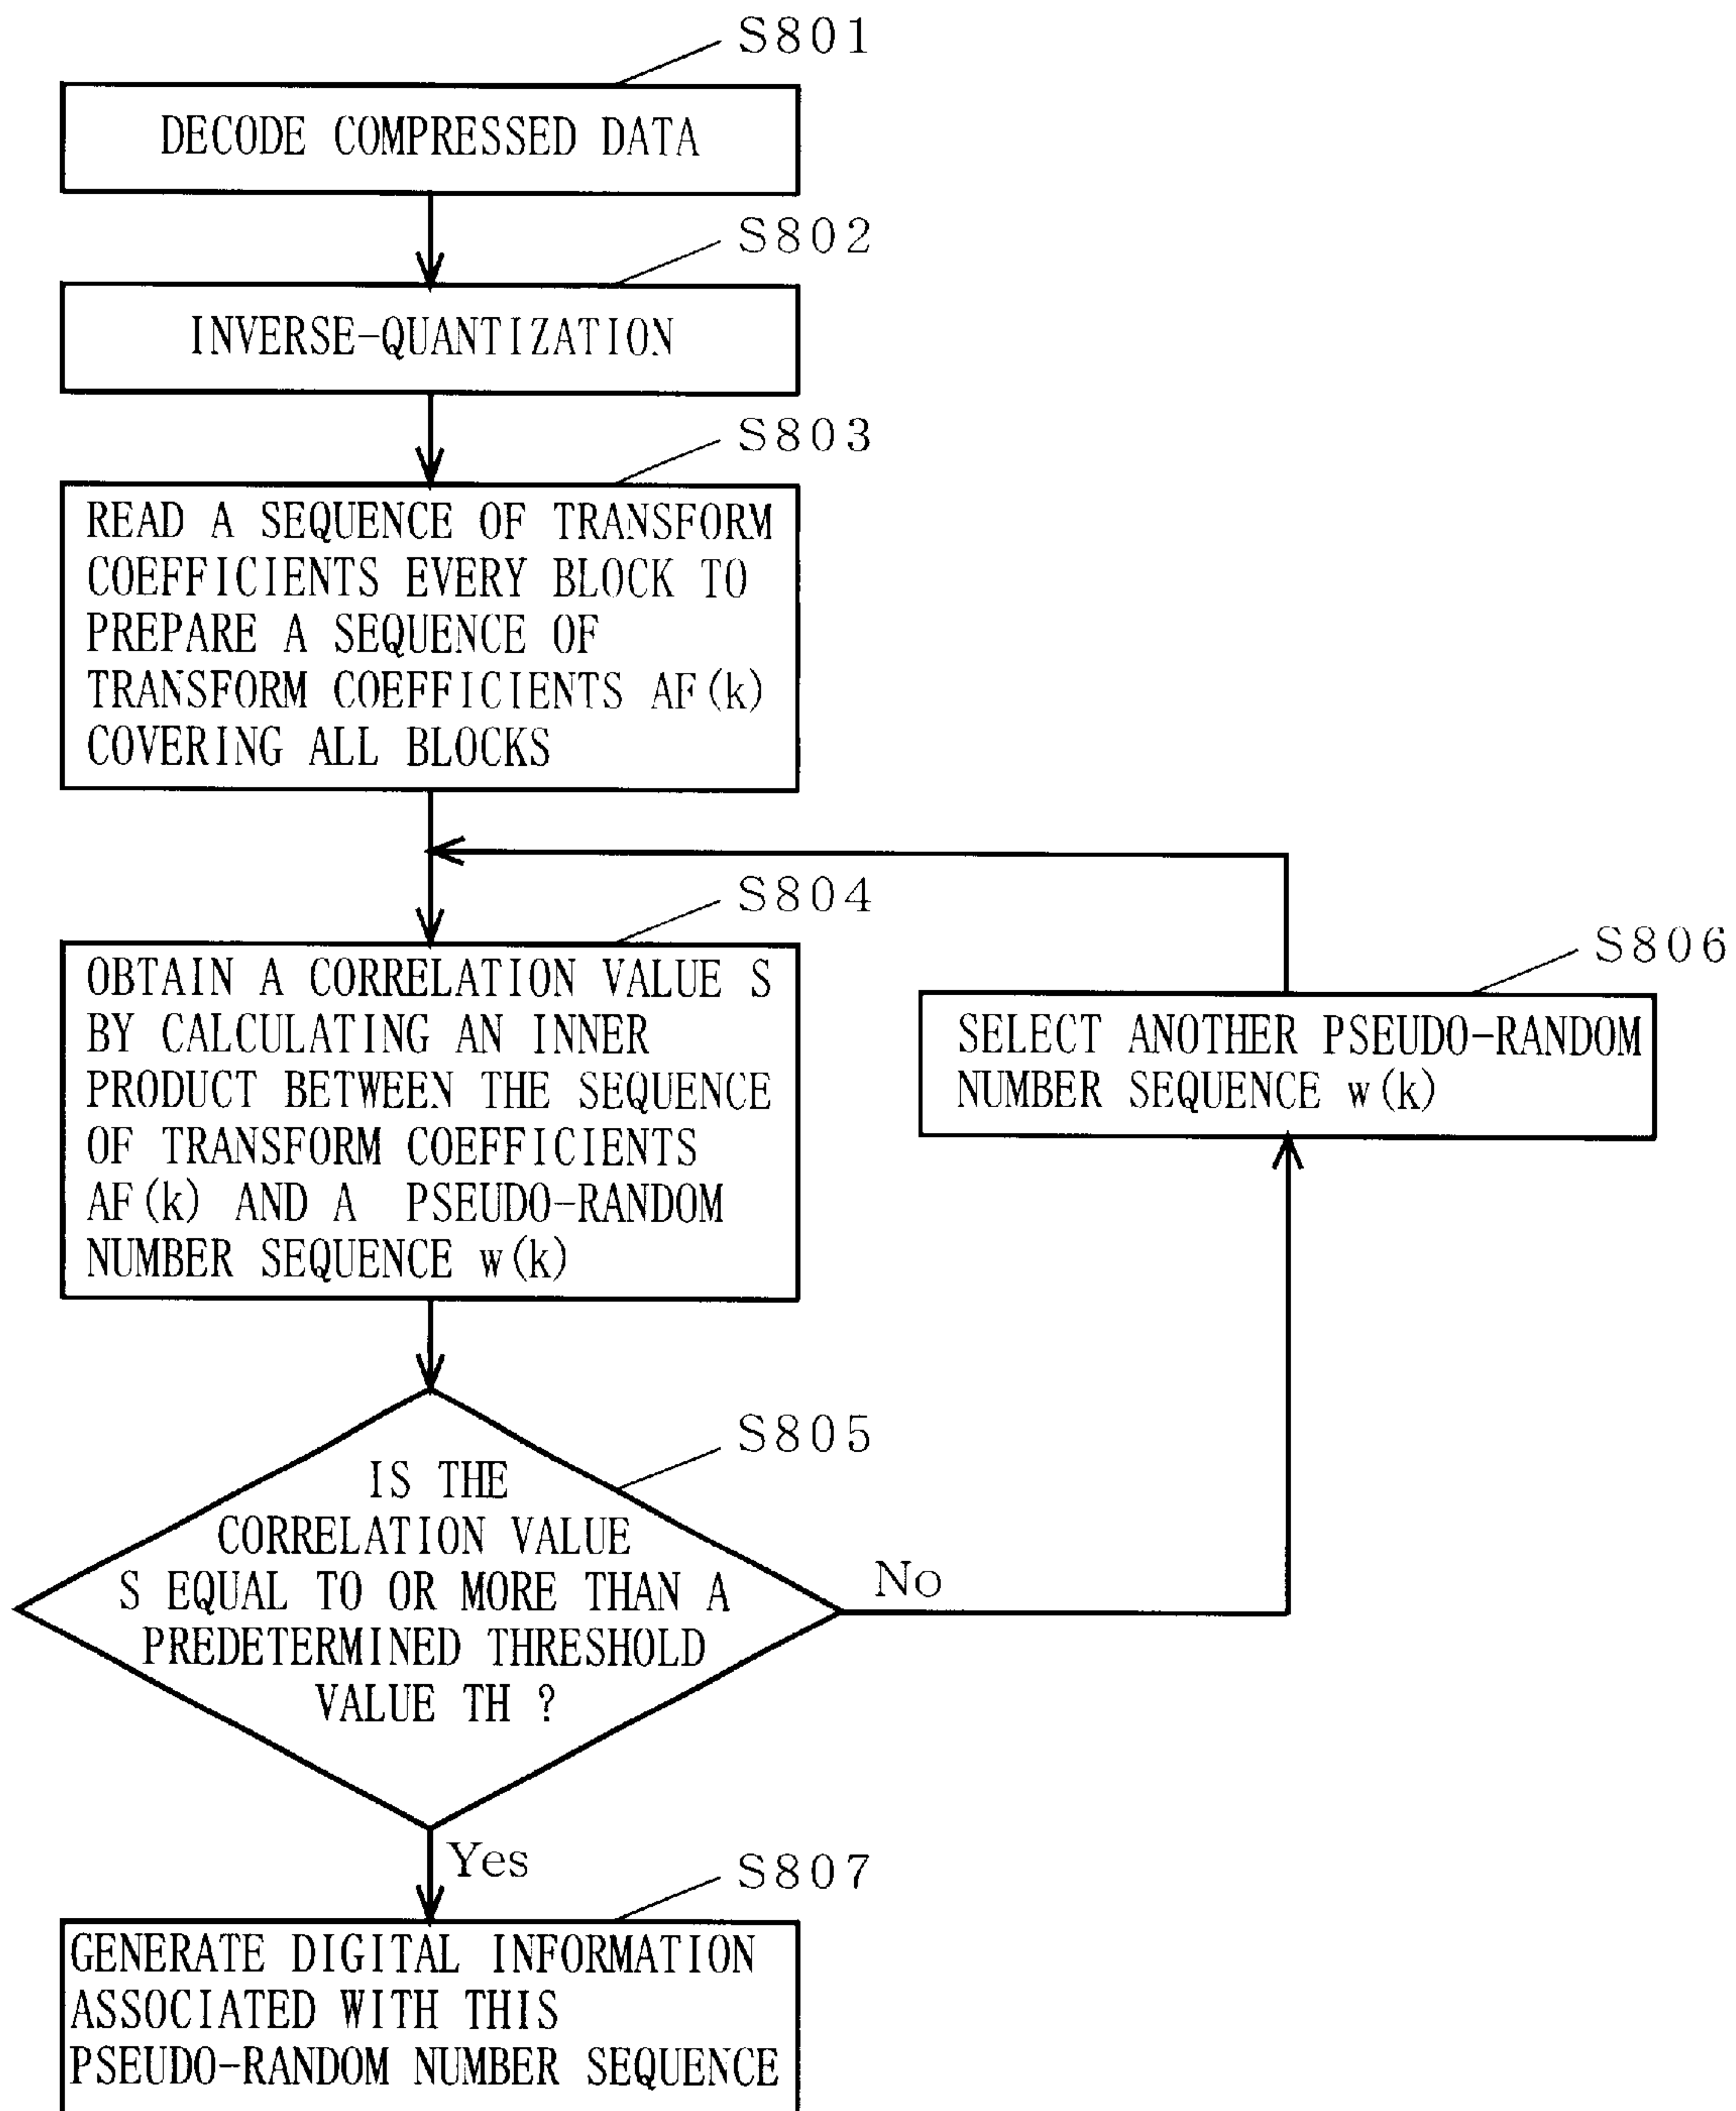 S801
DECODE COMPRESSED DATA
S802
INVERSE-QUANTIZATION
S803
READ A SEQUENCE OF TRANSFORM
COEFFICIENTS EVERY BLOCK TO
PREPARE A SEQUENCE OF
TRANSFORM COEFFICIENTS AF(k)
COVERING ALL BLOCKS
S804
OBTAIN A CORRELATION VALUE S
BY CALCULATING AN INNER
PRODUCT BETWEEN THE SEQUENCE
OF TRANSFORM COEFFICIENTS
AF(k) AND A PSEUDO-RANDOM
NUMBER SEQUENCE w(k)
S806
SELECT ANOTHER PSEUDO-RANDOM
NUMBER SEQUENCE w(k)
S805
IS THE
CORRELATION VALUE
S EQUAL TO OR MORE THAN A
PREDETERMINED THRESHOLD
VALUE TH ?
No
Yes
S807
GENERATE DIGITAL INFORMATION
ASSOCIATED WITH THIS
PSEUDO-RANDOM NUMBER SEQUENCE